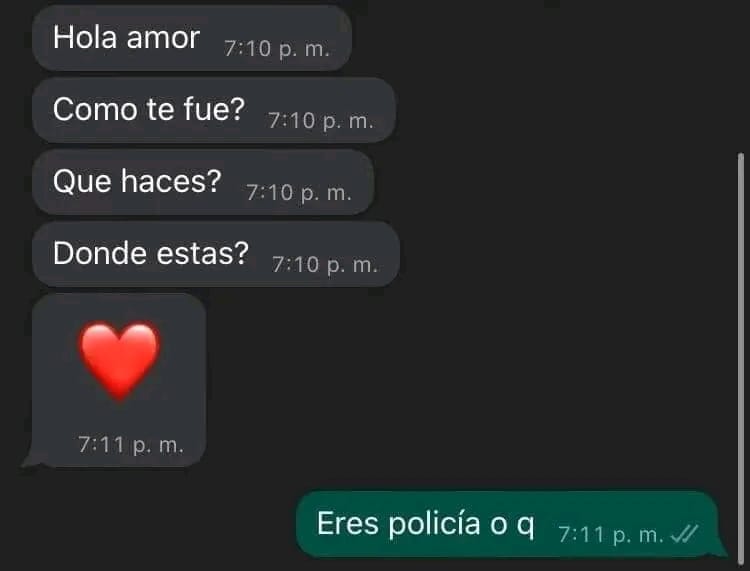 Hola amor 7:10 p. m.
Como te fue? 7:10 p. m.
Que haces? 7:10 p. m.
Donde estas? 7:10 p. m.
7:11 p. m.
Eres policía o q 7:11 p. m.